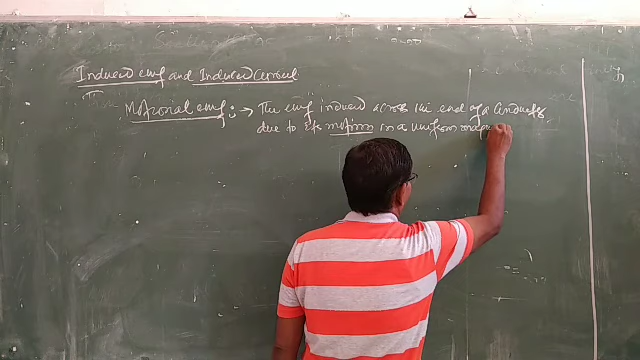 Induced emf and Induced Current
Motional emf :→ The emf induced across the end of a Conductor
due to its motion in a uniform magn